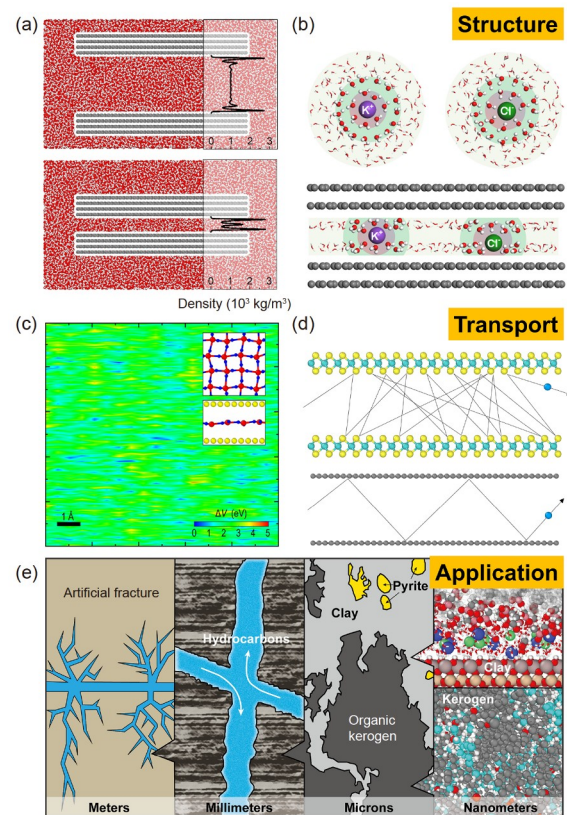 (a)
0 1 2 3
0 1 2 3
Density (10³ kg/m³)
(b)
Structure
K⁺
Cl⁻
K⁺
Cl⁻
(c)
1 Å
ΔV (eV)
0 1 2 3 4 5
(d)
Transport
(e)
Application
Artificial fracture
Hydrocarbons
Clay
Pyrite
Organic
kerogen
Clay
Kerogen
Meters
Millimeters
Microns
Nanometers